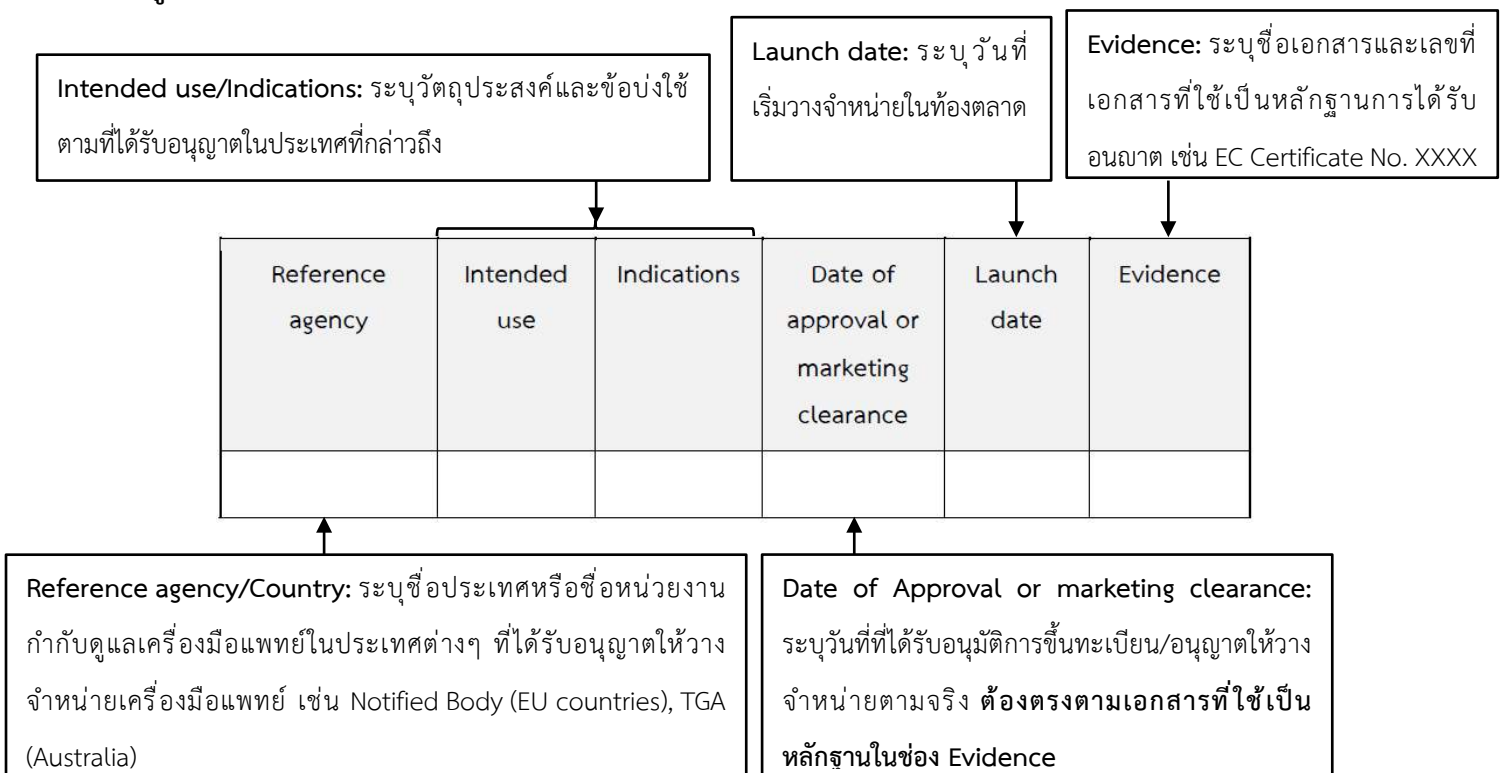 Intended use/Indications: ระบุวัตถุประสงค์และข้อบ่งใช้
ตามที่ได้รับอนุญาตในประเทศที่กล่าวถึง
Launch date: ระบุวันที่
เริ่มวางจำหน่ายในท้องตลาด
Evidence: ระบุชื่อเอกสารและเลขที่
เอกสารที่ใช้เป็นหลักฐานการได้รับ
อนญาต เช่น EC Certificate No. XXXX
Reference
agency
Intended
use
Indications
Date of
approval or
marketing
clearance
Launch
date
Evidence
Reference agency/Country: ระบุชื่อประเทศหรือชื่อหน่วยงาน
กำกับดูแลเครื่องมือแพทย์ในประเทศต่างๆ ที่ได้รับอนุญาตให้วาง
จำหน่ายเครื่องมือแพทย์ เช่น Notified Body (EU countries), TGA
(Australia)
Date of Approval or marketing clearance:
ระบุวันที่ที่ได้รับอนุมัติการขึ้นทะเบียน/อนุญาตให้วาง
จำหน่ายตามจริง ต้องตรงตามเอกสารที่ใช้เป็น
หลักฐานในช่อง Evidence